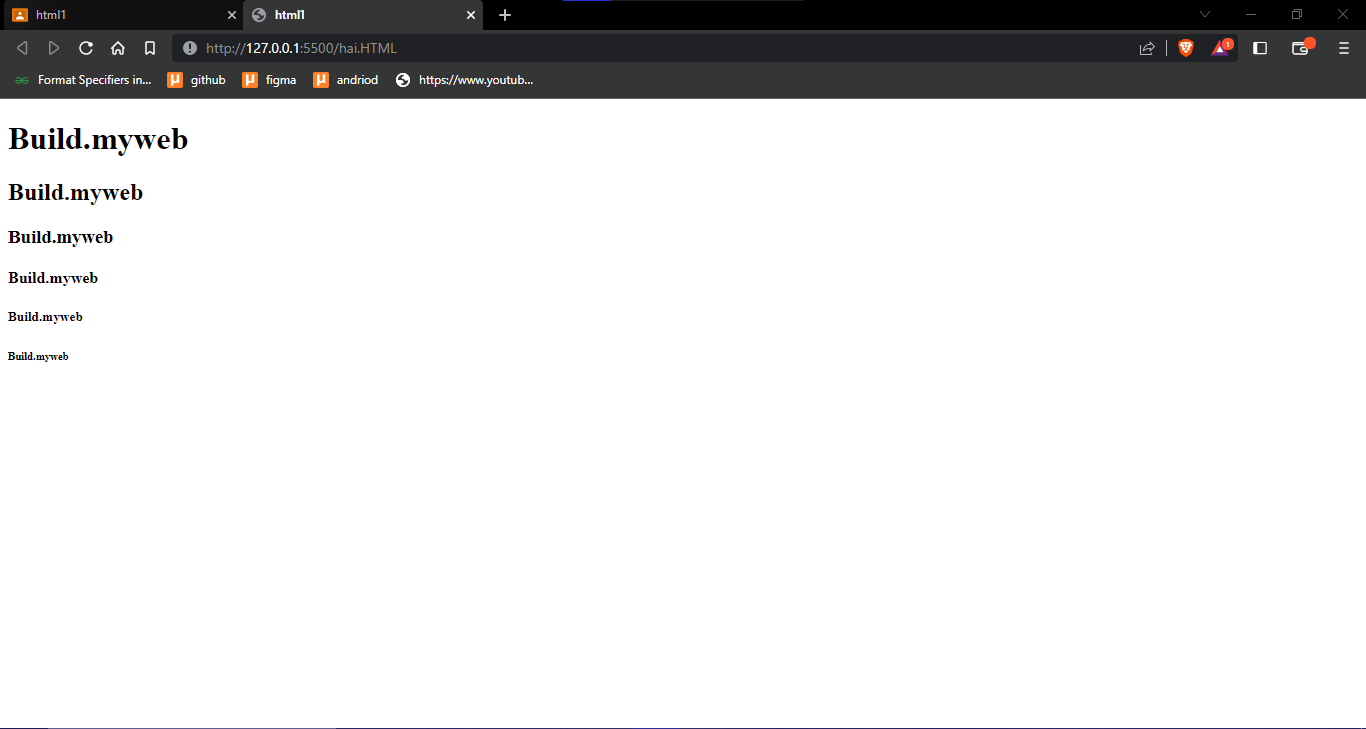 html1 html1
http://127.0.0.1:5500/hai.HTML 1
Format Specifiers in... µ github µ figma µ andriod https://www.youtub...
Build.myweb
Build.myweb
Build.myweb
Build.myweb
Build.myweb
Build.myweb